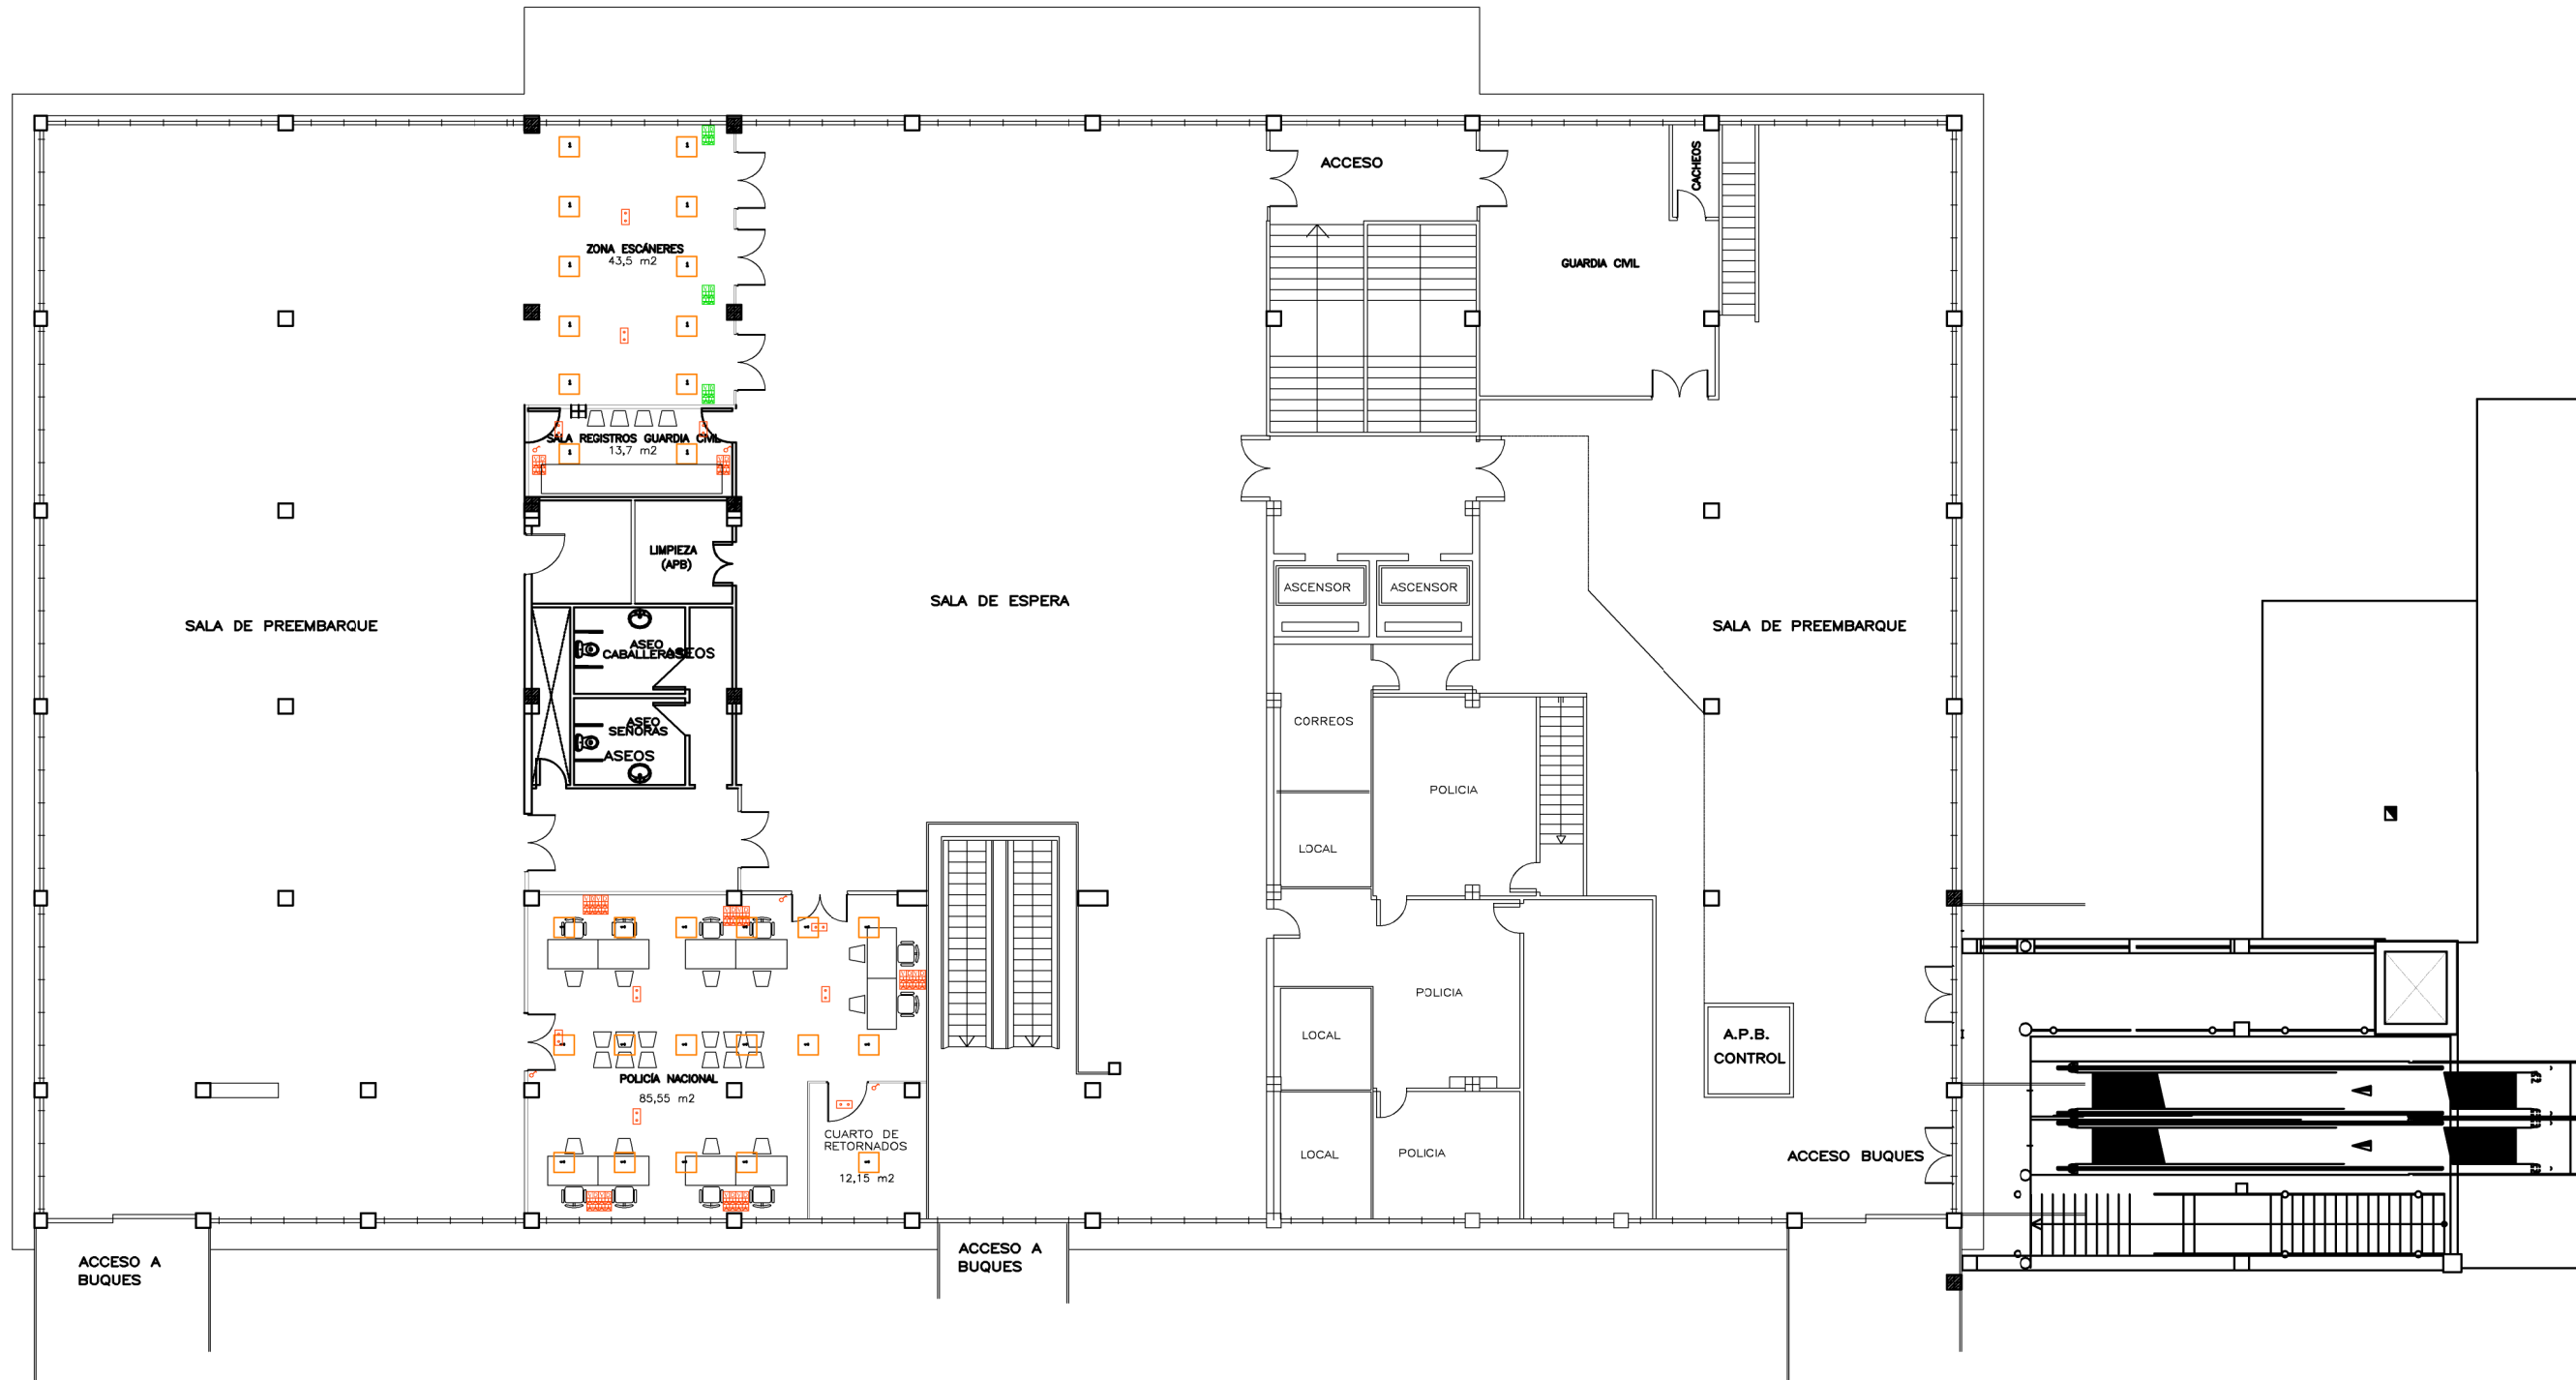 ACCESO
CACHEOS
ZONA ESCÁNERES
43,5 m2
GUARDIA CIVIL
SALA REGISTROS GUARDIA CIVIL
13,7 m2
LIMPIEZA
(APB)
ASCENSOR
ASCENSOR
SALA DE PREEMBARQUE
SALA DE ESPERA
SALA DE PREEMBARQUE
ASEO
CABALLEROS
ASEOS
ASEO
SEÑORAS
ASEOS
CORREOS
POLICIA
LOCAL
POLICIA
LOCAL
A.P.B.
CONTROL
POLICÍA NACIONAL
85,55 m2
CUARTO DE
RETORNADOS
12,15 m2
LOCAL
POLICIA
ACCESO BUQUES
ACCESO A
BUQUES
ACCESO A
BUQUES